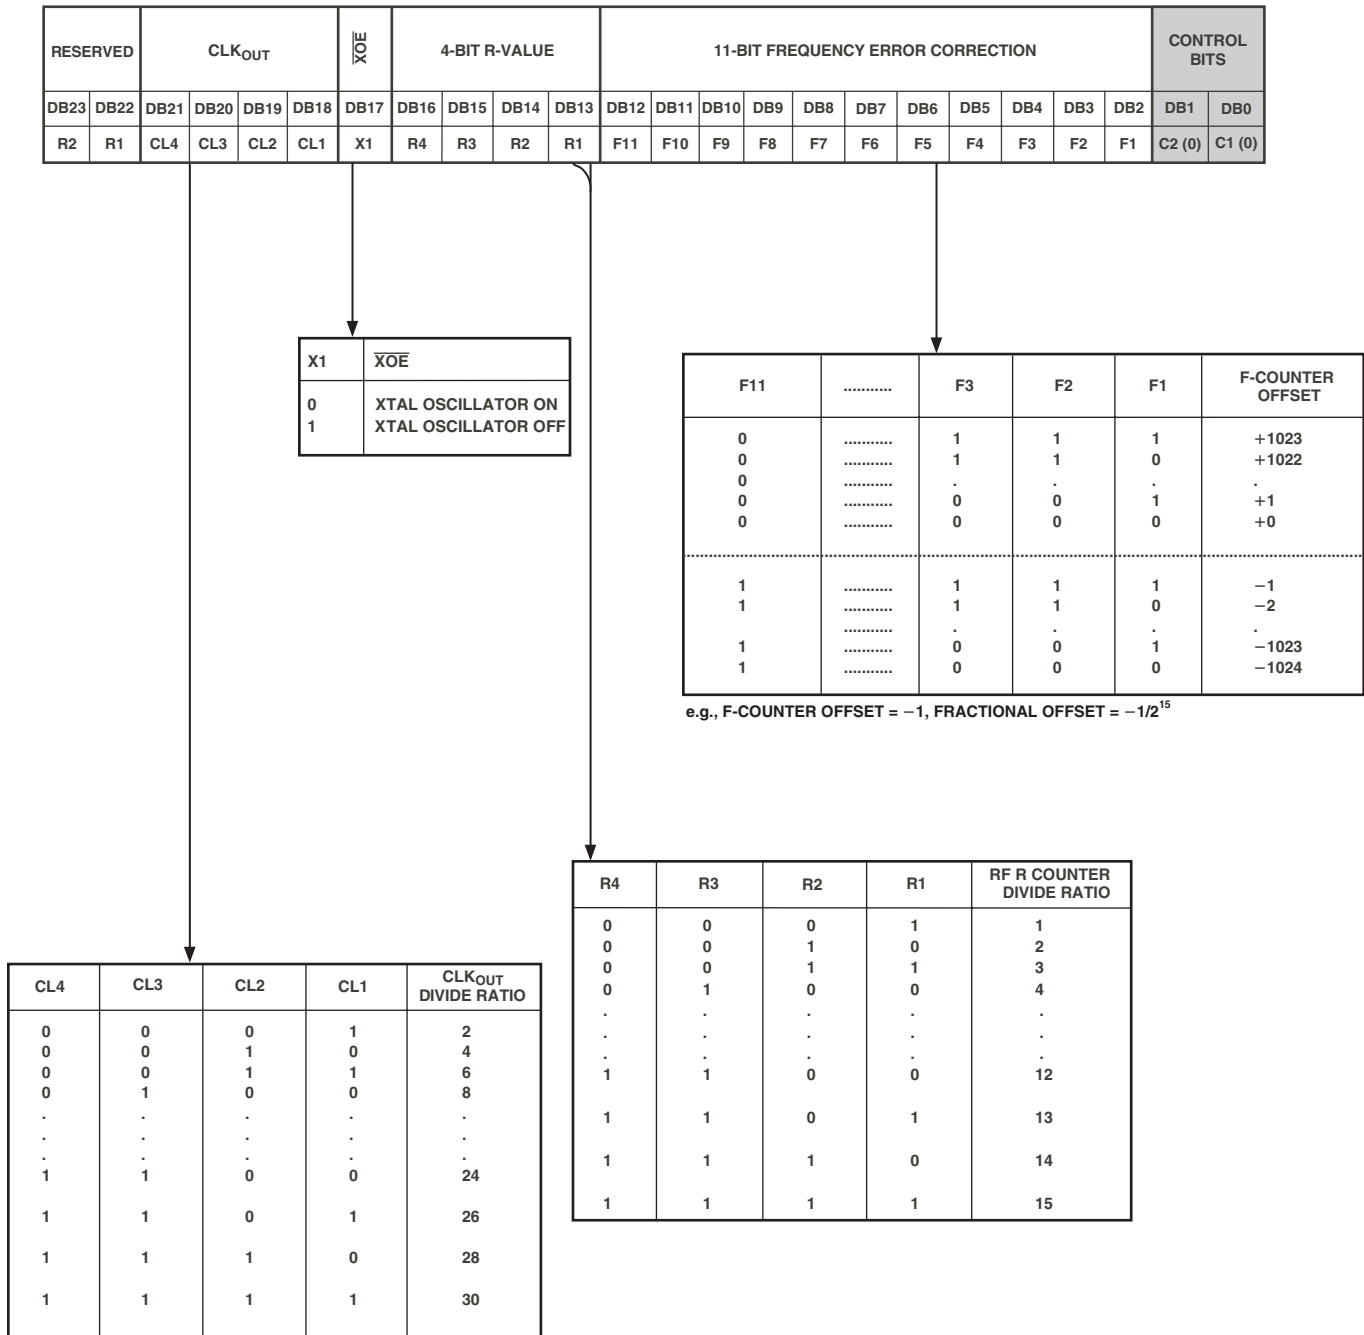 RESERVED CLKOUT XOE 4-BIT R-VALUE 11-BIT FREQUENCY ERROR CORRECTION CONTROL BITS
DB23 DB22 DB21 DB20 DB19 DB18 DB17 DB16 DB15 DB14 DB13 DB12 DB11 DB10 DB9 DB8 DB7 DB6 DB5 DB4 DB3 DB2 DB1 DB0
R2 R1 CL4 CL3 CL2 CL1 X1 R4 R3 R2 R1 F11 F10 F9 F8 F7 F6 F5 F4 F3 F2 F1 C2 (0) C1 (0)
X1 XOE
0 XTAL OSCILLATOR ON
1 XTAL OSCILLATOR OFF
F11 ........... F3 F2 F1 F-COUNTER OFFSET
0 ........... 1 1 1 +1023
0 ........... 1 1 0 +1022
0 ........... . . . .
0 ........... 0 0 1 +1
0 ........... 0 0 0 +0
1 ........... 1 1 1 −1
1 ........... 1 1 0 −2
........... . . . .
1 ........... 0 0 1 −1023
1 ........... 0 0 0 −1024
e.g., F-COUNTER OFFSET = −1, FRACTIONAL OFFSET = −1/2¹⁵
R4 R3 R2 R1 RF R COUNTER DIVIDE RATIO
0 0 0 1 1
0 0 1 0 2
0 0 1 1 3
0 1 0 0 4
. . . . .
. . . . .
. . . . .
1 1 0 0 12
1 1 0 1 13
1 1 1 0 14
1 1 1 1 15
CL4 CL3 CL2 CL1 CLKOUT DIVIDE RATIO
0 0 0 1 2
0 0 1 0 4
0 0 1 1 6
0 1 0 0 8
. . . . .
. . . . .
. . . . .
1 1 0 0 24
1 1 0 1 26
1 1 1 0 28
1 1 1 1 30